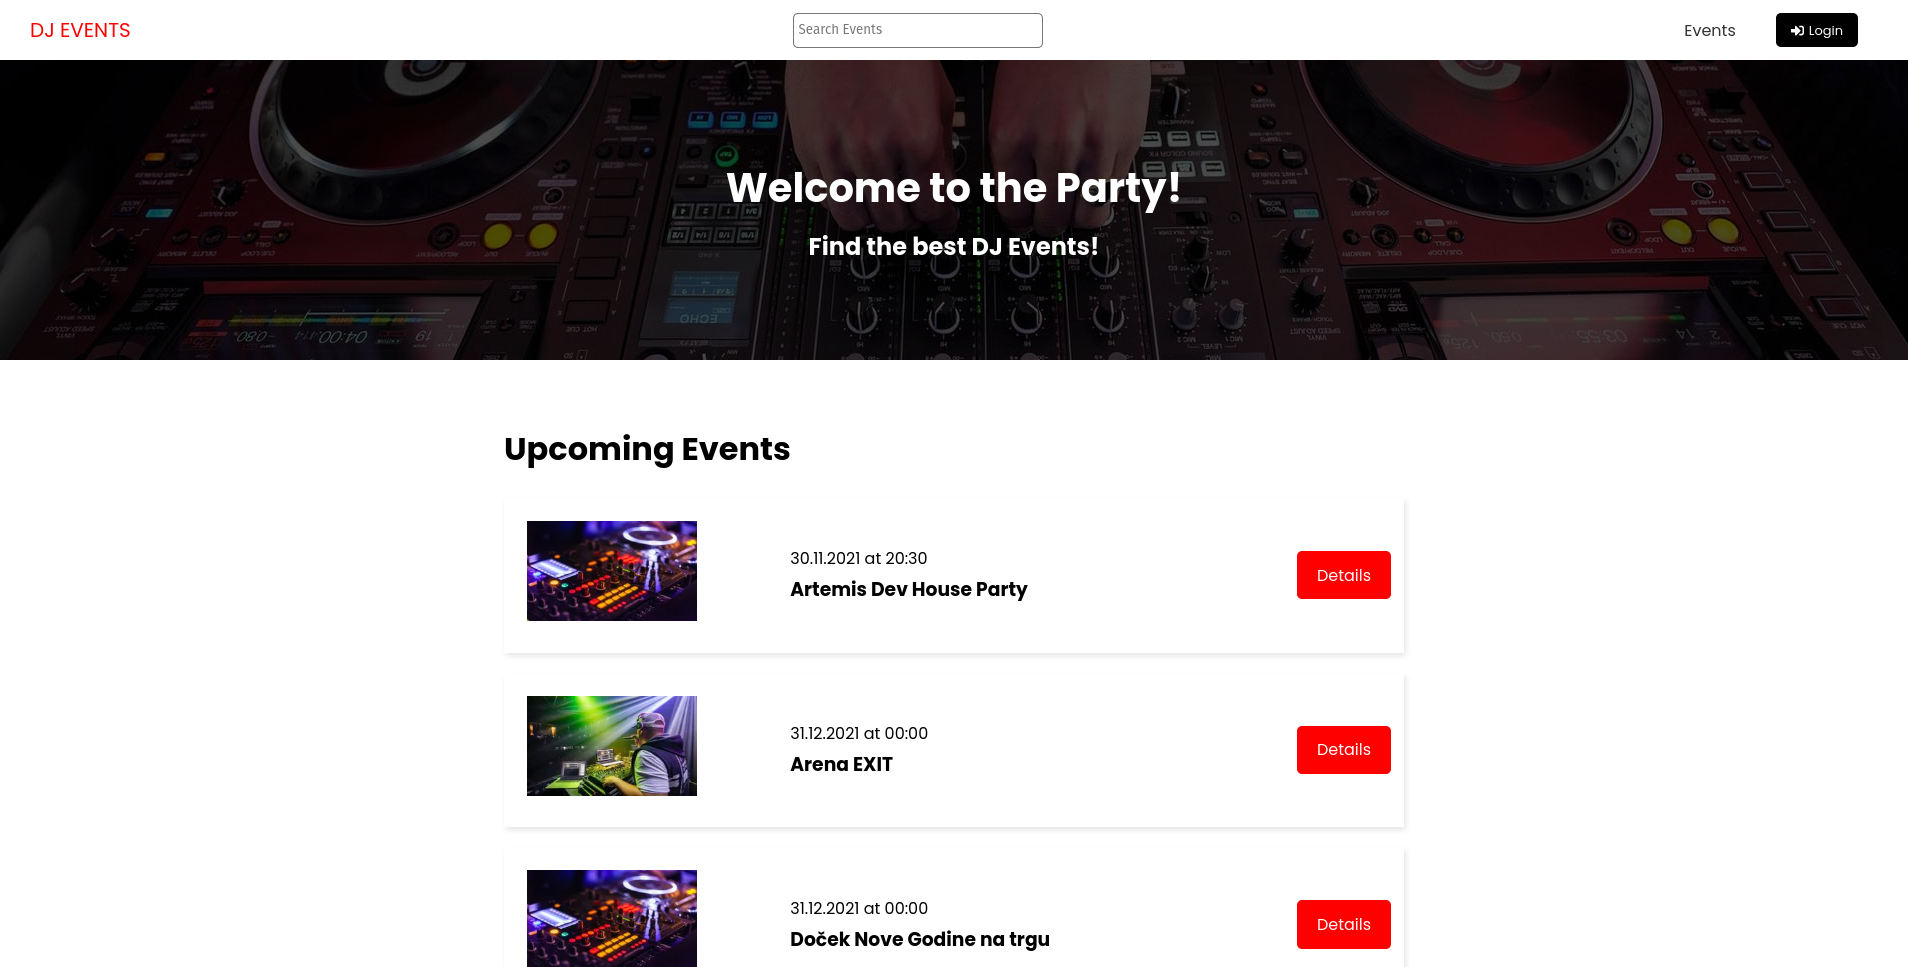 DJ EVENTS
Search Events
Events
Login
Welcome to the Party!
Find the best DJ Events!
Upcoming Events
30.11.2021 at 20:30
Artemis Dev House Party
Details
31.12.2021 at 00:00
Arena EXIT
Details
31.12.2021 at 00:00
Doček Nove Godine na trgu
Details